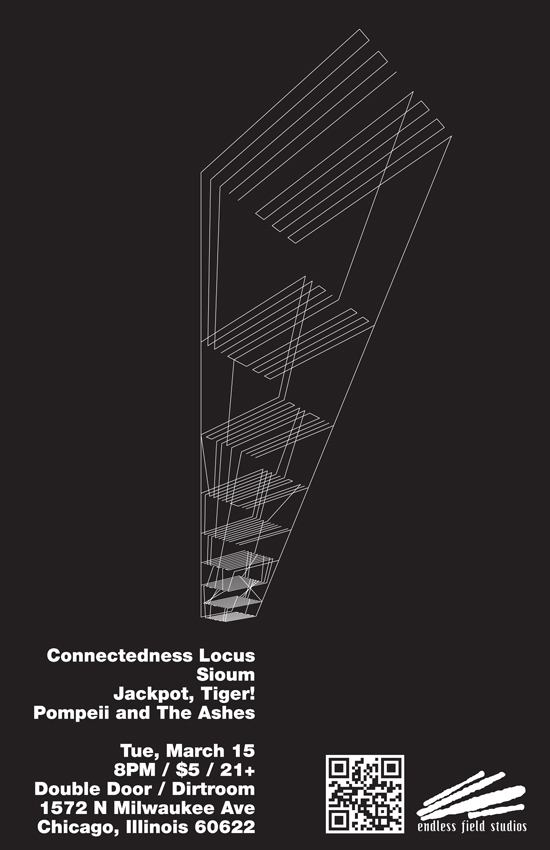 Connectedness Locus
Sioum
Jackpot, Tiger!
Pompeii and The Ashes
Tue, March 15
8PM / $5 / 21+
Double Door / Dirtroom
1572 N Milwaukee Ave
Chicago, Illinois 60622
endless field studios